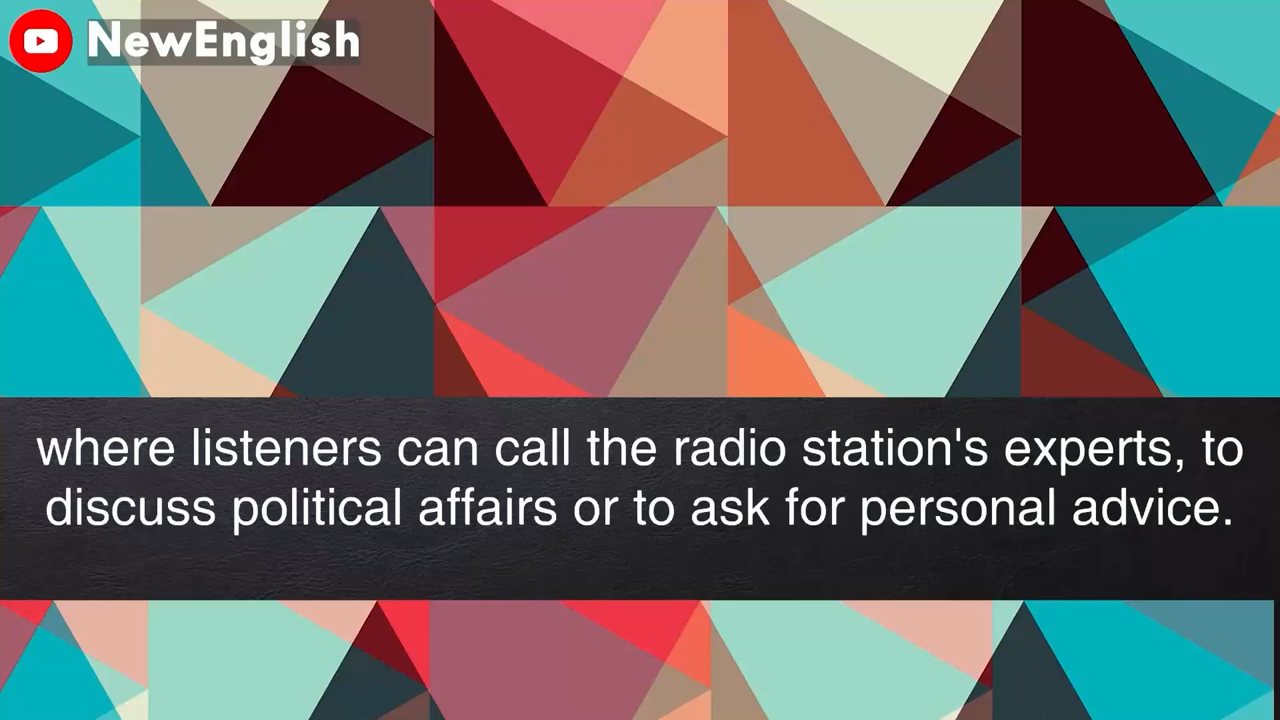 NewEnglish
where listeners can call the radio station's experts, to
discuss political affairs or to ask for personal advice.